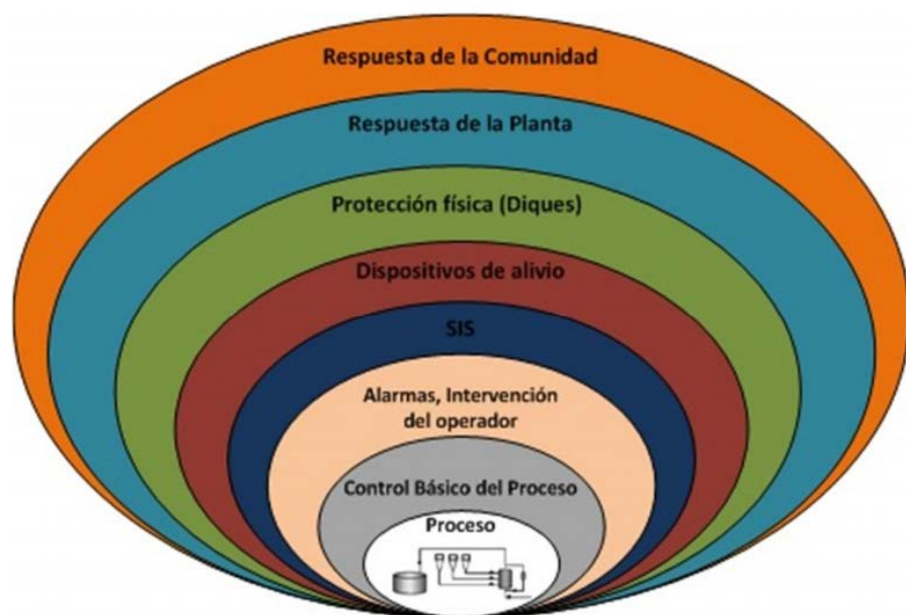 Respuesta de la Comunidad
Respuesta de la Planta
Protección física (Diques)
Dispositivos de alivio
SIS
Alarmas, Intervención
del operador
Control Básico del Proceso
Proceso